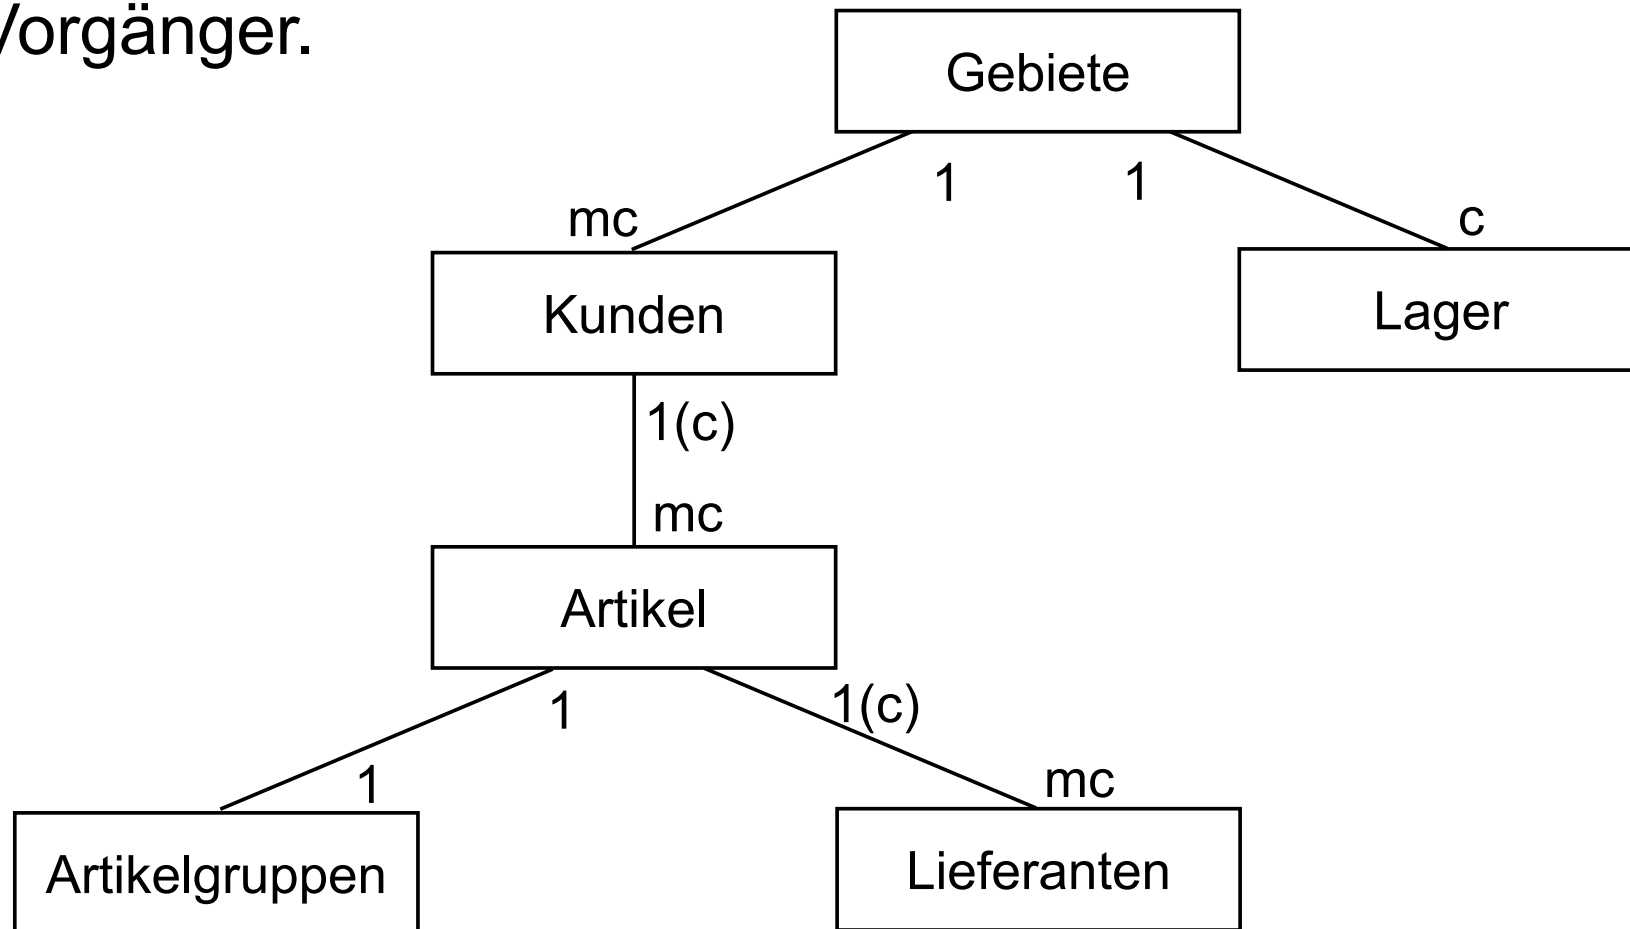 Vorgänger.
Gebiete
1 1
mc c
Kunden Lager
1(c)
mc
Artikel
1 1(c)
1 mc
Artikelgruppen Lieferanten